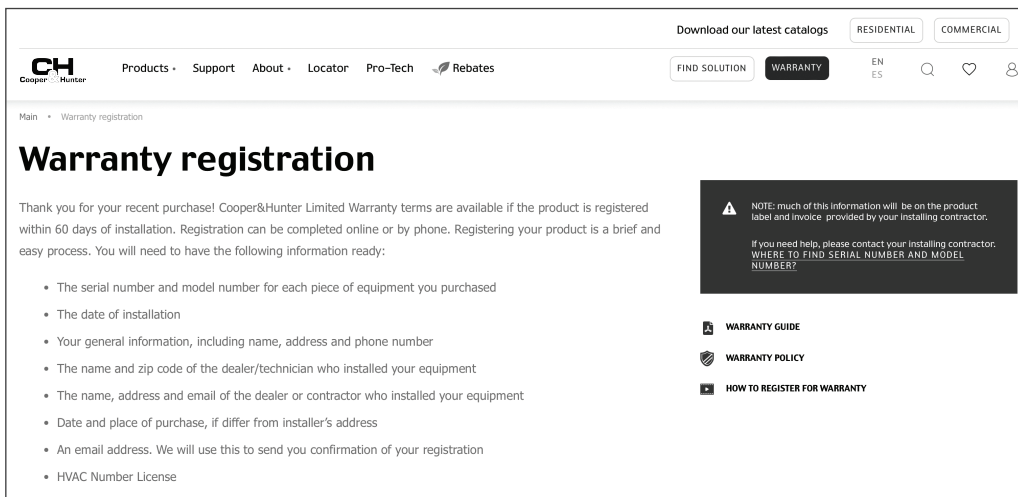 Download our latest catalogs RESIDENTIAL COMMERCIAL
CH
Cooper & Hunter
Products • Support About • Locator Pro-Tech Rebates FIND SOLUTION WARRANTY EN
ES
Main • Warranty registration
Warranty registration
Thank you for your recent purchase! Cooper&Hunter Limited Warranty terms are available if the product is registered
within 60 days of installation. Registration can be completed online or by phone. Registering your product is a brief and
easy process. You will need to have the following information ready:
• The serial number and model number for each piece of equipment you purchased
• The date of installation
• Your general information, including name, address and phone number
• The name and zip code of the dealer/technician who installed your equipment
• The name, address and email of the dealer or contractor who installed your equipment
• Date and place of purchase, if differ from installer's address
• An email address. We will use this to send you confirmation of your registration
• HVAC Number License
NOTE: much of this information will be on the product
label and invoice provided by your installing contractor.
If you need help, please contact your installing contractor.
WHERE TO FIND SERIAL NUMBER AND MODEL
NUMBER?
WARRANTY GUIDE
WARRANTY POLICY
HOW TO REGISTER FOR WARRANTY